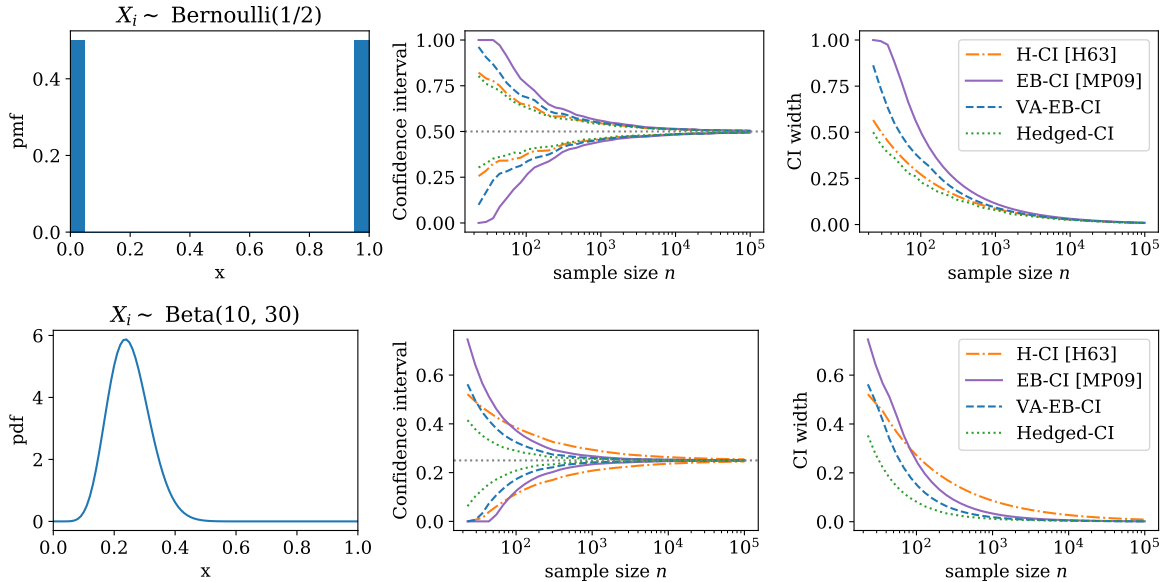 X_i ~ Bernoulli(1/2)
pmf
0.4
0.2
0.0
0.0 0.2 0.4 0.6 0.8 1.0
x
Confidence interval
1.00
0.75
0.50
0.25
0.00
10^2 10^3 10^4 10^5
sample size n
CI width
1.00
0.75
0.50
0.25
0.00
H-CI [H63]
EB-CI [MP09]
VA-EB-CI
Hedged-CI
10^2 10^3 10^4 10^5
sample size n
X_i ~ Beta(10, 30)
pdf
6
4
2
0
0.0 0.2 0.4 0.6 0.8 1.0
x
Confidence interval
0.6
0.4
0.2
0.0
10^2 10^3 10^4 10^5
sample size n
CI width
0.6
0.4
0.2
0.0
H-CI [H63]
EB-CI [MP09]
VA-EB-CI
Hedged-CI
10^2 10^3 10^4 10^5
sample size n